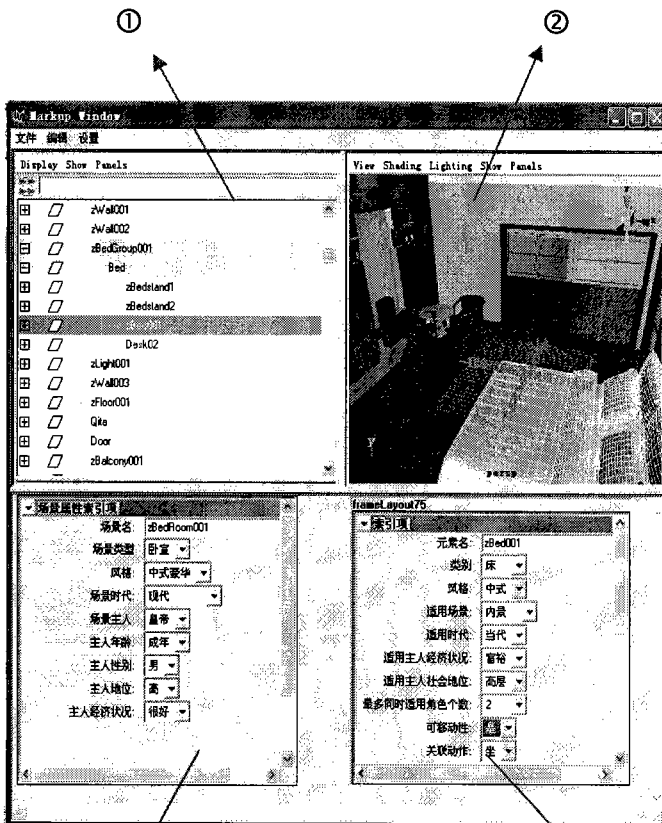 ① ②
Markup Window
文件 编辑 设置
Display Show Panels
View Shading Lighting Show Panels
zWall001
zWall002
zBedGroup001
Bed
zBedstand1
zBedstand2
Desk02
zLight001
zWall003
zFloor001
Qita
Door
zBalcony001
persp
场景属性索引项
场景名: zBedRoom001
场景类型 卧室
风格: 中式豪华
场景时代: 现代
场景主人: 皇帝
主人年龄: 成年
主人性别: 男
主人地位: 高
主人经济状况: 很好
frameLayout75
索引项
元素名: zBed001
类别 床
风格: 中式
适用场景: 内景
适用时代: 当代
适用主人经济状况: 富裕
适用主人社会地位: 高层
最多同时适用角色个数: 2
可移动性:
关联动作: 坐